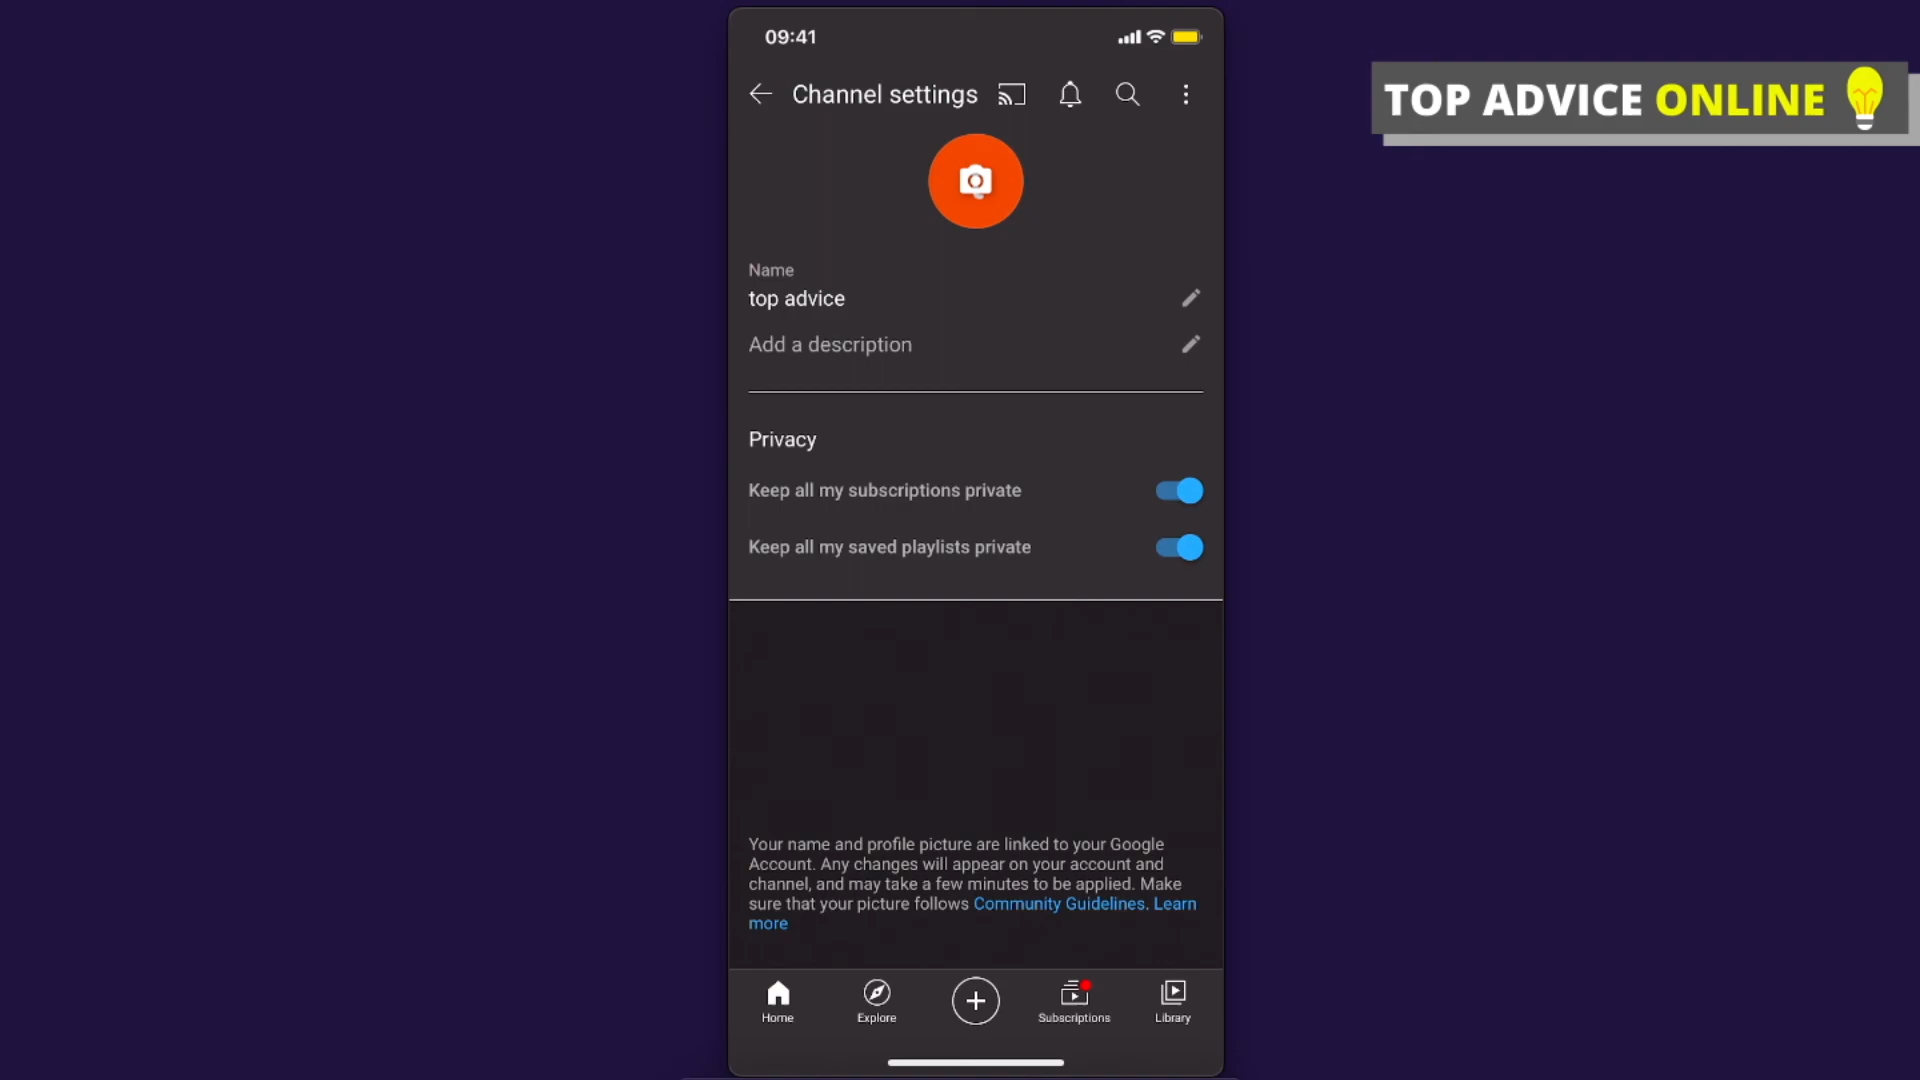 09:41
Channel settings
TOP ADVICE ONLINE
Name
top advice
Add a description
Privacy
Keep all my subscriptions private
Keep all my saved playlists private
Your name and profile picture are linked to your Google
Account. Any changes will appear on your account and
channel, and may take a few minutes to be applied. Make
sure that your picture follows Community Guidelines. Learn
more
Home
Explore
Subscriptions
Library